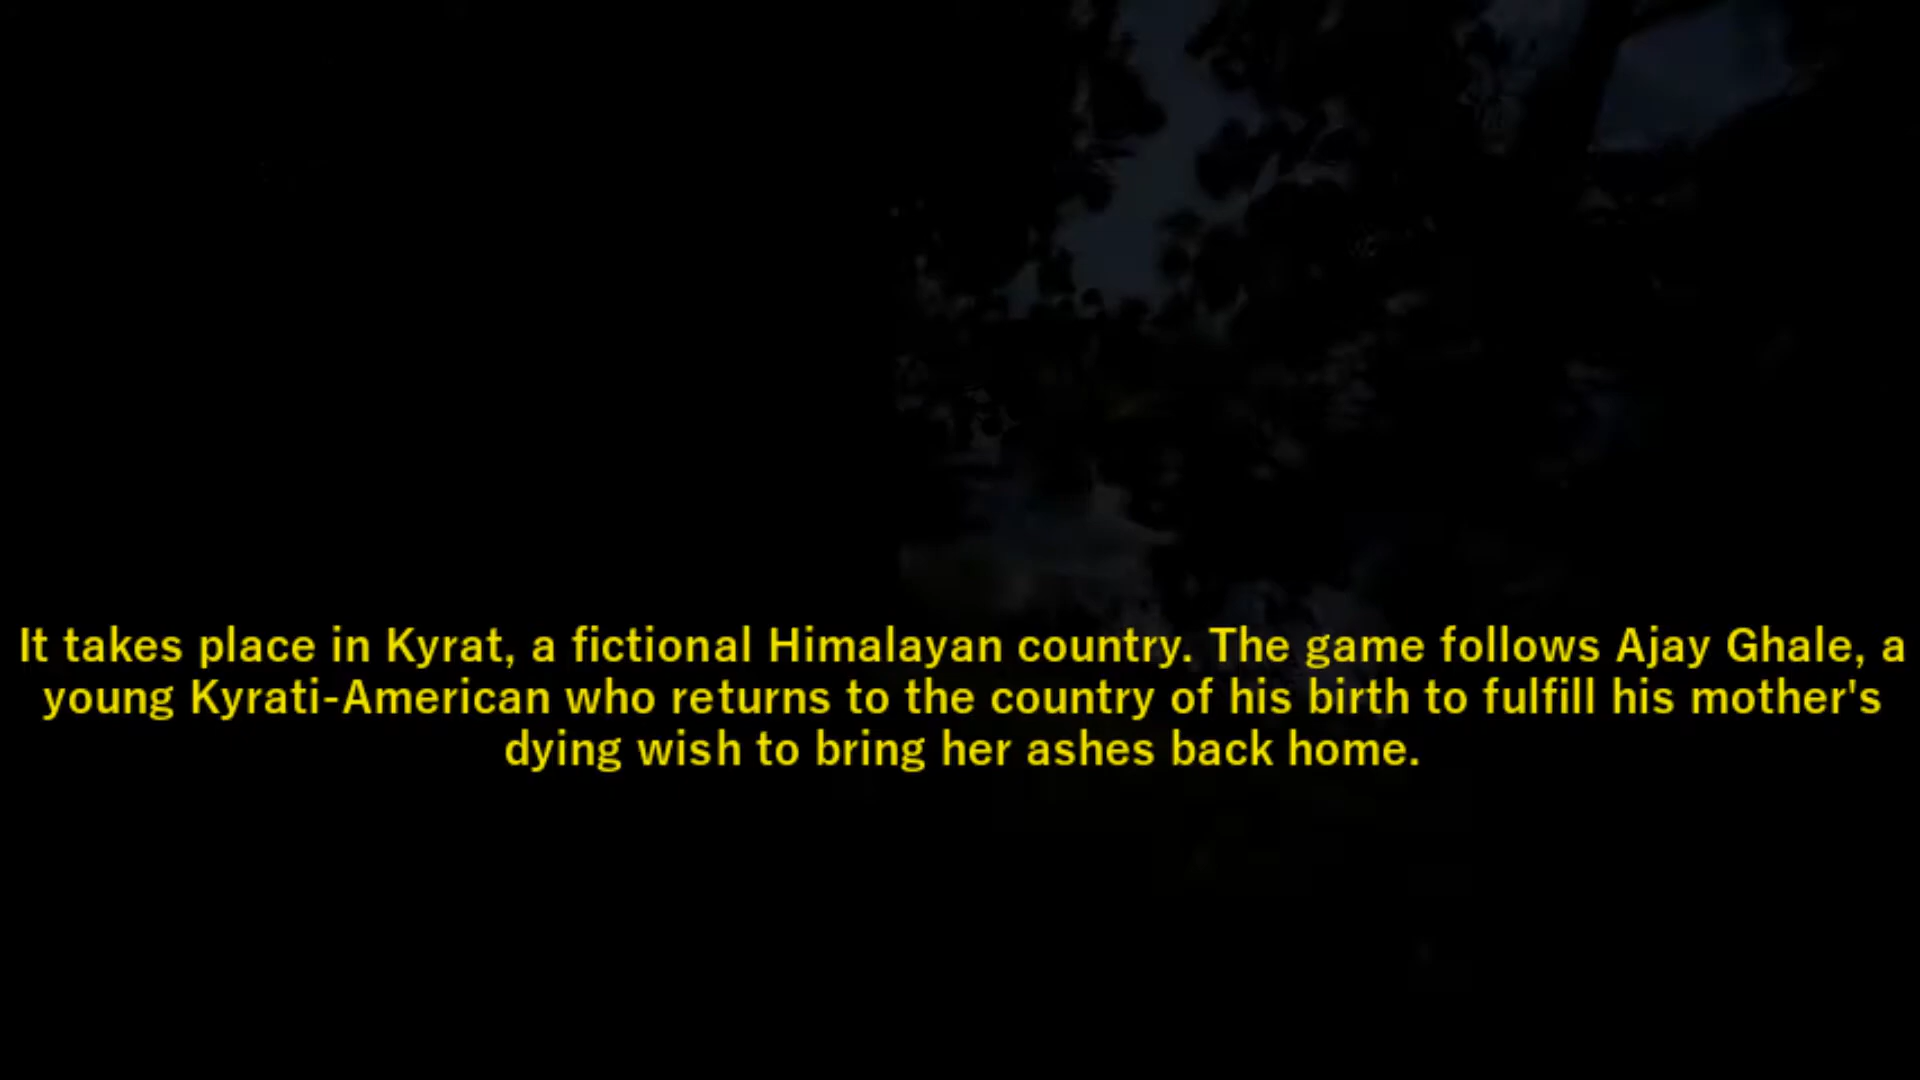 It takes place in Kyrat, a fictional Himalayan country. The game follows Ajay Ghale, a
young Kyrati-American who returns to the country of his birth to fulfill his mother's
dying wish to bring her ashes back home.